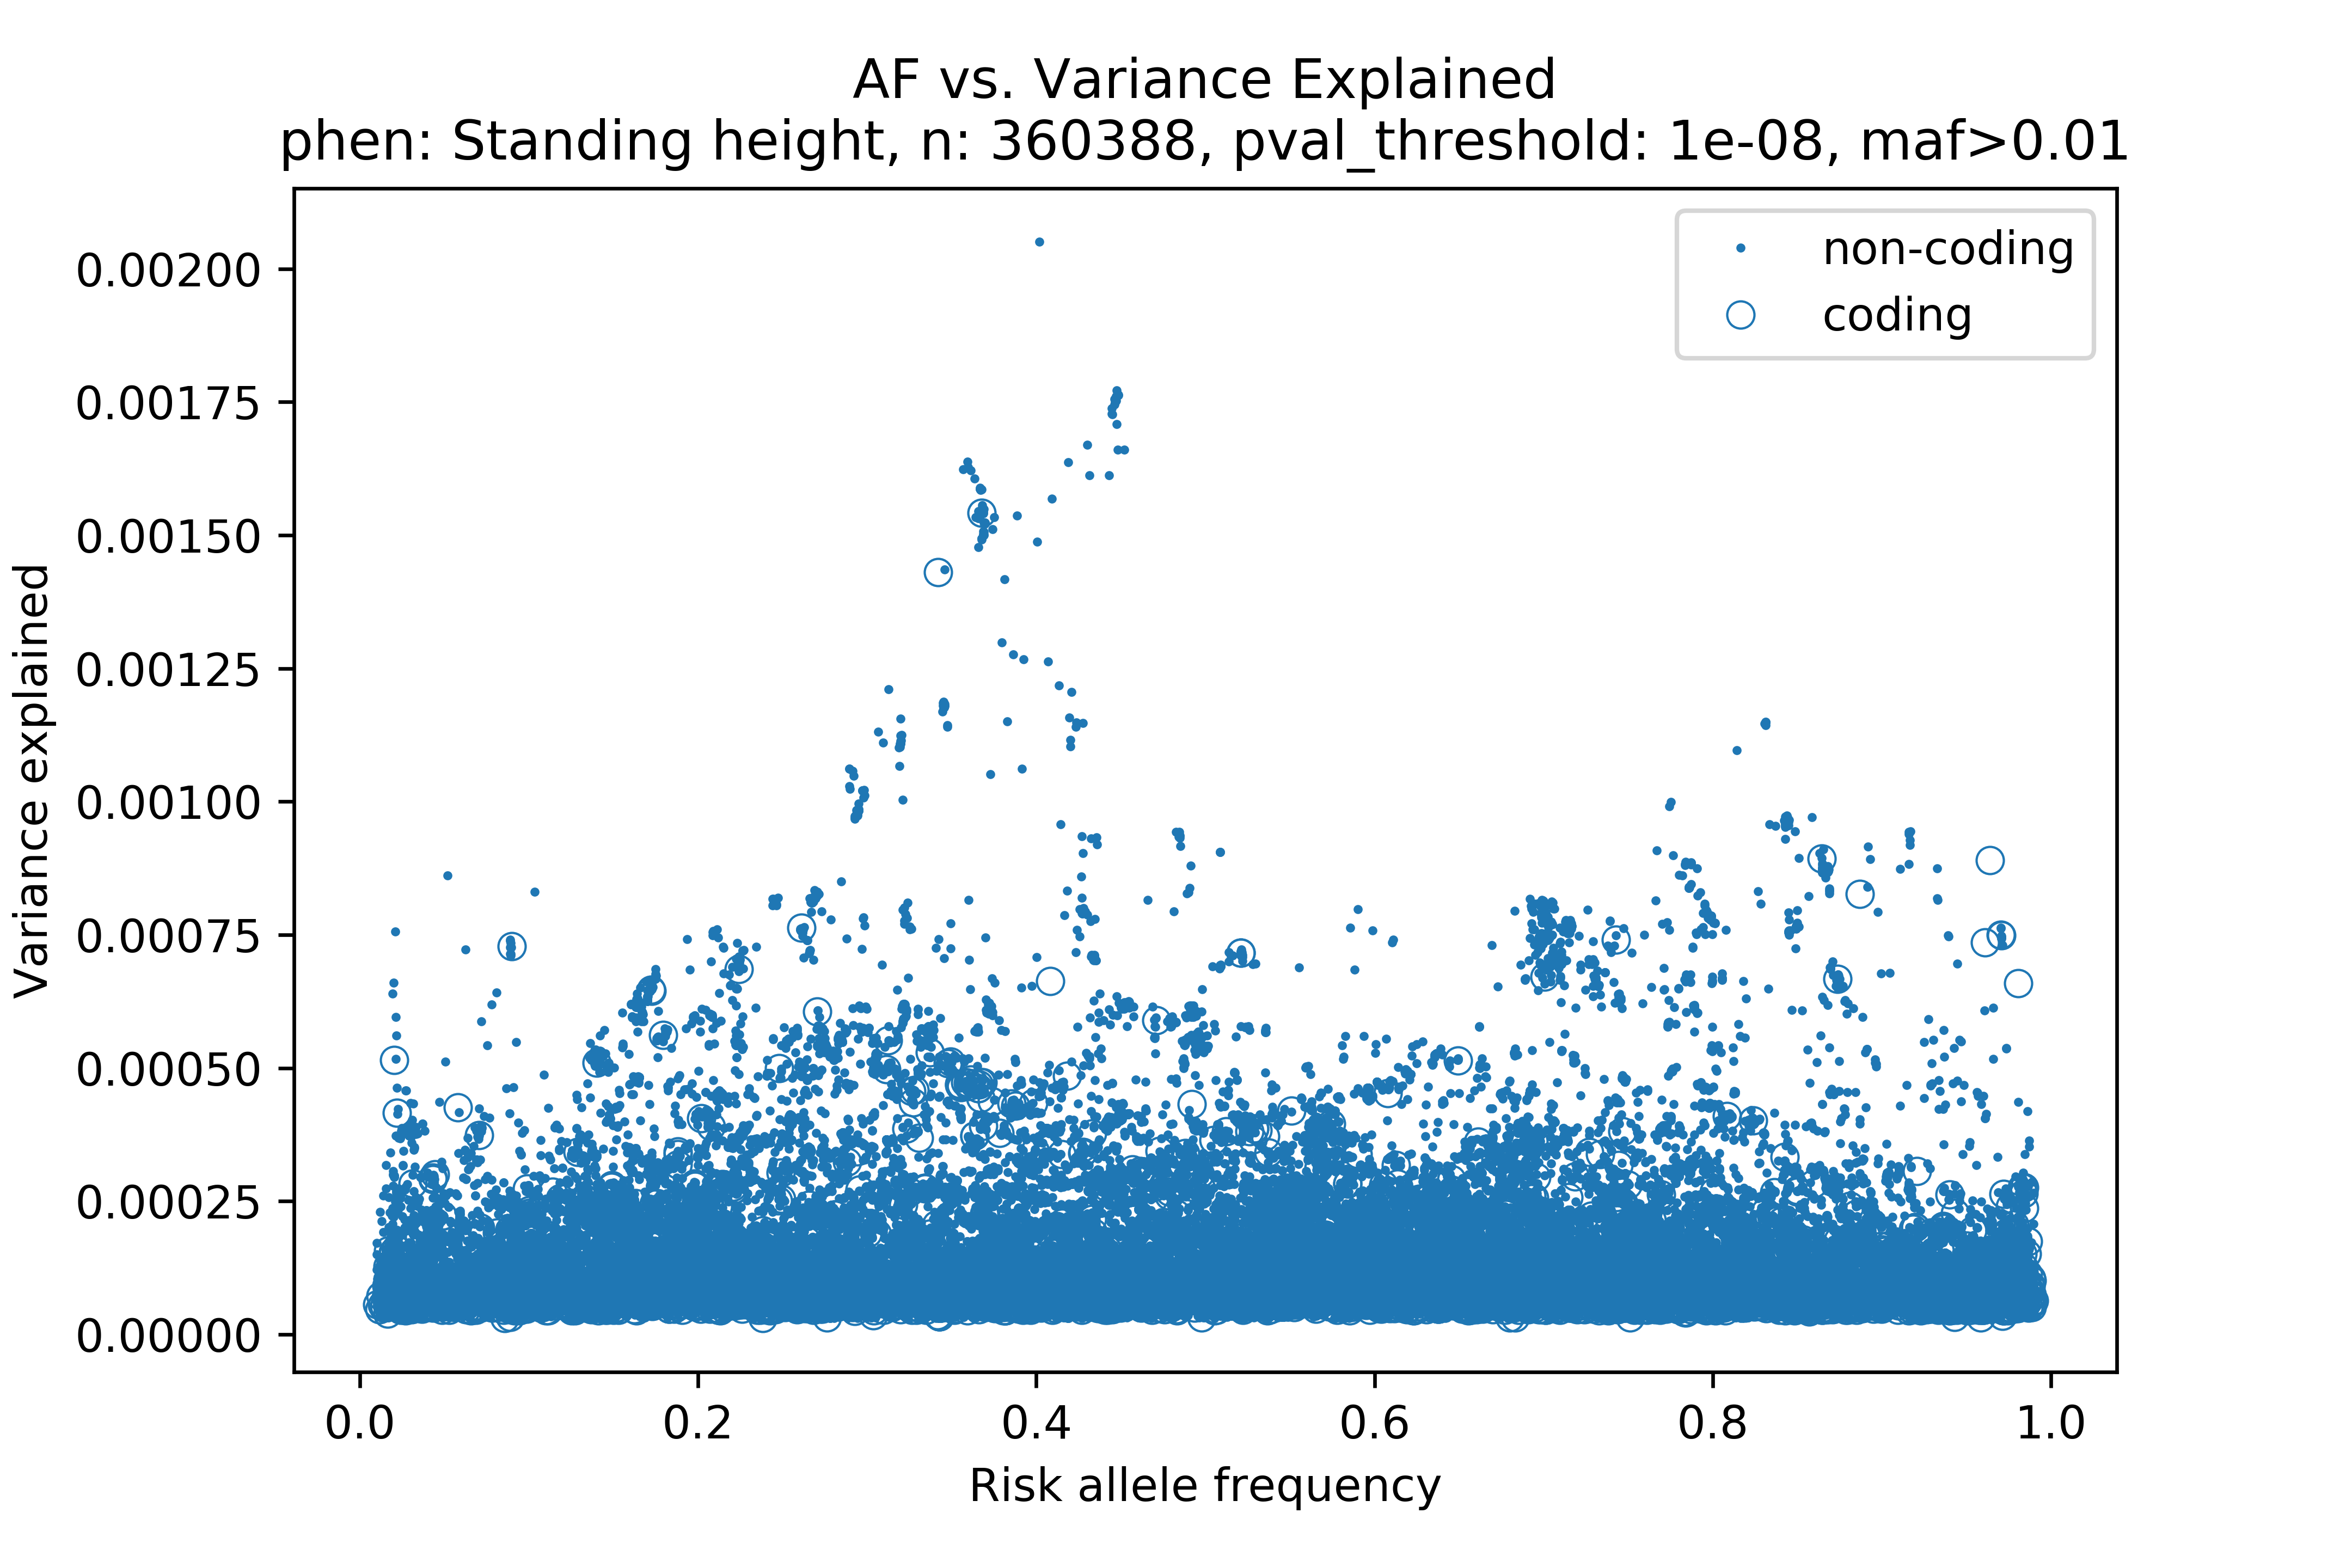 AF vs. Variance Explained
phen: Standing height, n: 360388, pval_threshold: 1e-08, maf>0.01
non-coding
coding
Variance explained
0.00200
0.00175
0.00150
0.00125
0.00100
0.00075
0.00050
0.00025
0.00000
0.0 0.2 0.4 0.6 0.8 1.0
Risk allele frequency